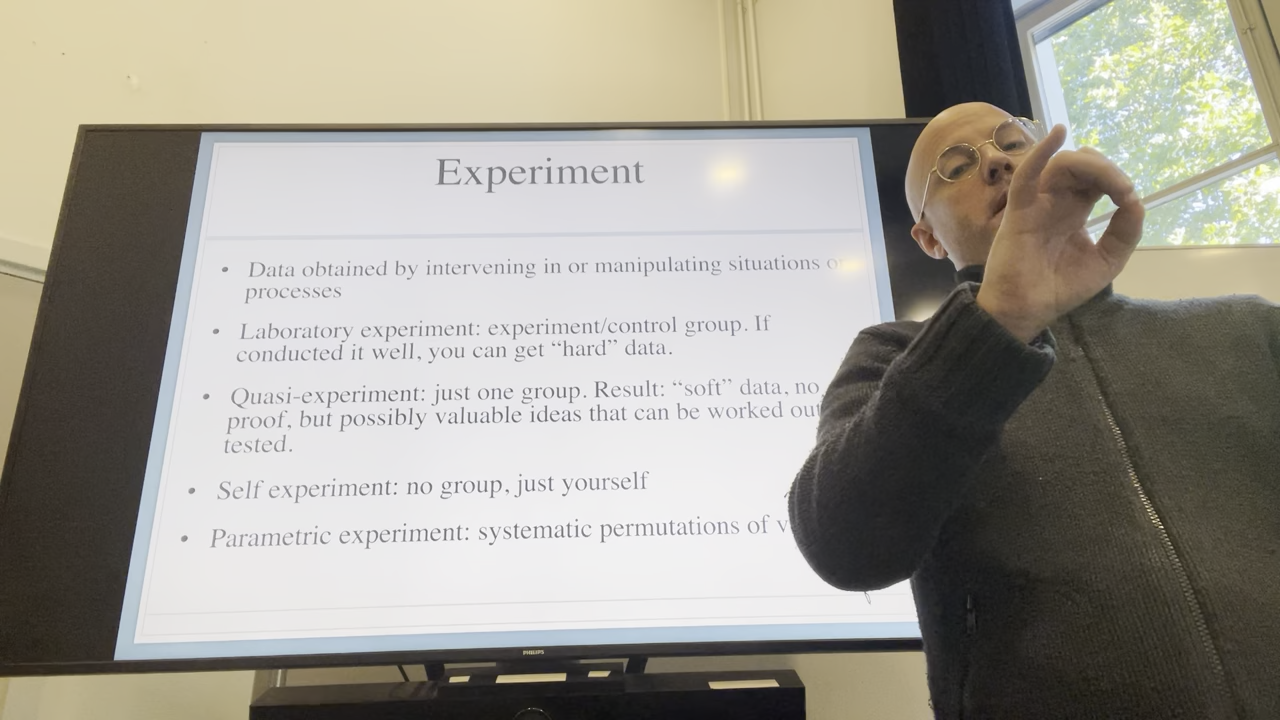 Experiment
• Data obtained by intervening in or manipulating situations
processes
• Laboratory experiment: experiment/control group. If
conducted it well, you can get “hard” data.
• Quasi-experiment: just one group. Result: “soft” data, no
proof, but possibly valuable ideas that can be worked out
tested.
• Self experiment: no group, just yourself
• Parametric experiment: systematic permutations of
PHILIPS